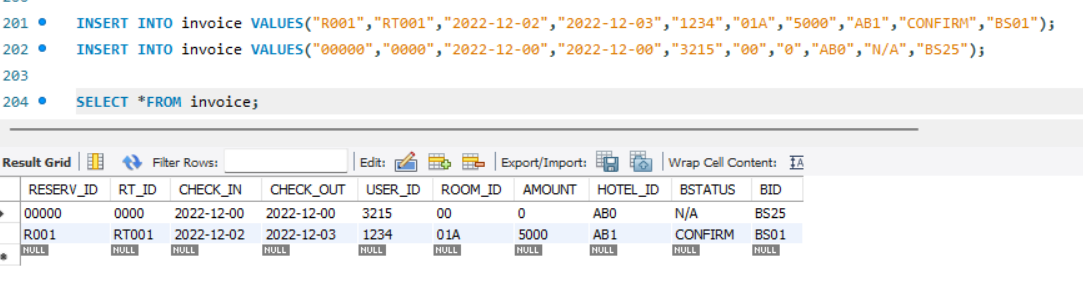 201 INSERT INTO invoice VALUES("R001","RT001","2022-12-02","2022-12-03","1234","01A","5000","AB1","CONFIRM","BS01");
202 INSERT INTO invoice VALUES("00000","0000","2022-12-00","2022-12-00","3215","00","0","AB0","N/A","BS25");
203
204 SELECT *FROM invoice;
Result Grid Filter Rows: Edit: Export/Import: Wrap Cell Content: IA
RESERV_ID RT_ID CHECK_IN CHECK_OUT USER_ID ROOM_ID AMOUNT HOTEL_ID BSTATUS BID
00000 0000 2022-12-00 2022-12-00 3215 00 0 AB0 N/A BS25
R001 RT001 2022-12-02 2022-12-03 1234 01A 5000 AB1 CONFIRM BS01
NULL NULL NULL NULL NULL NULL NULL NULL NULL NULL